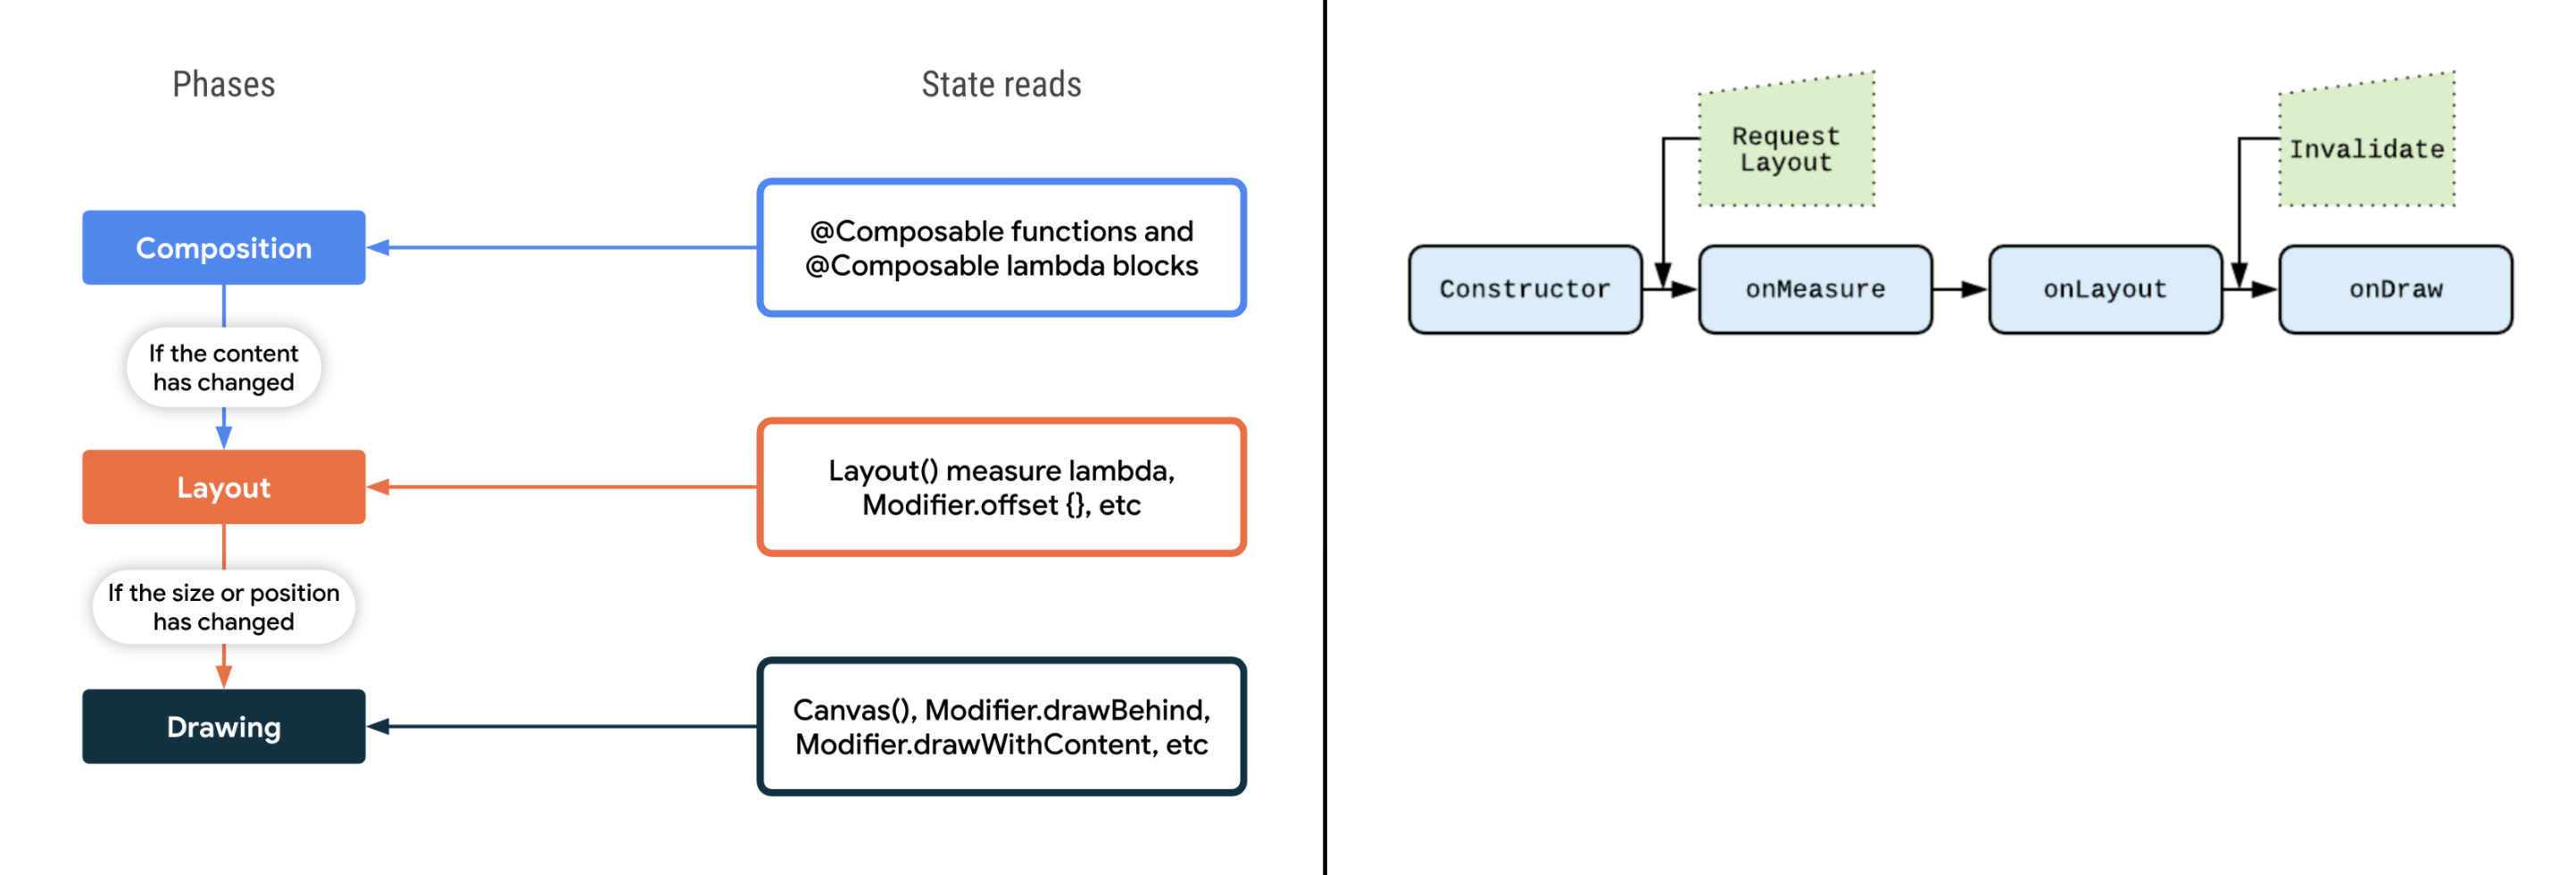 Phases
State reads
Composition
@Composable functions and
@Composable lambda blocks
If the content
has changed
Layout
Layout() measure lambda,
Modifier.offset {}, etc
If the size or position
has changed
Drawing
Canvas(), Modifier.drawBehind,
Modifier.drawWithContent, etc
Request
Layout
Invalidate
Constructor
onMeasure
onLayout
onDraw